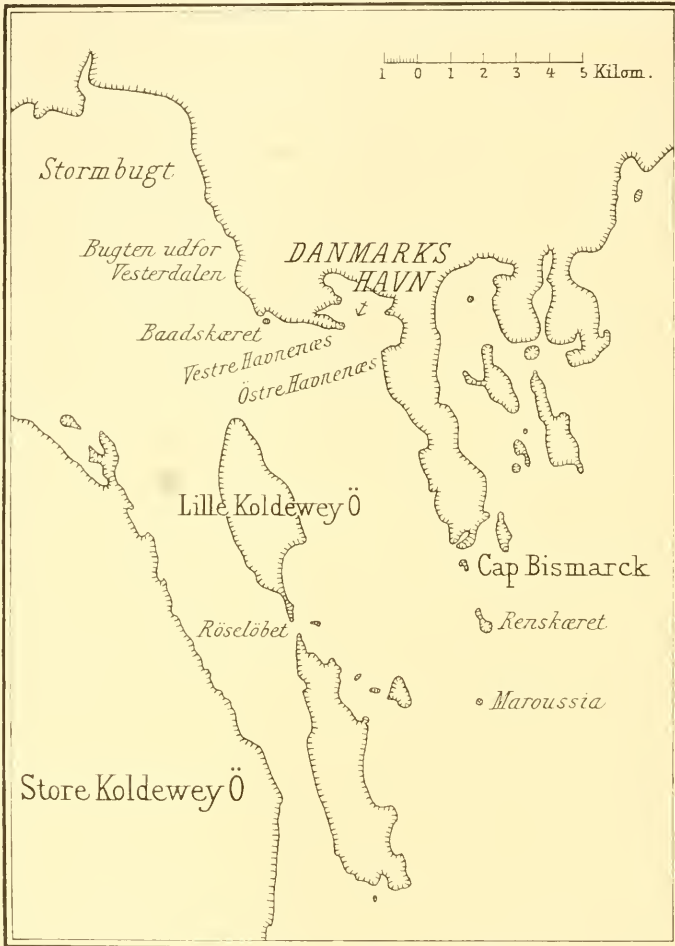 1 0 1 2 3 4 5 Kilom.
Stormbugt
Bugten udfor
Vesterdalen
DANMARKS
HAVN
Baadskæret
Vestre Havnenæs
Östre Havnenæs
Lille Koldewey Ö
Cap Bismarck
Röselöbet
Renskæret
Maroussia
Store Koldewey Ö